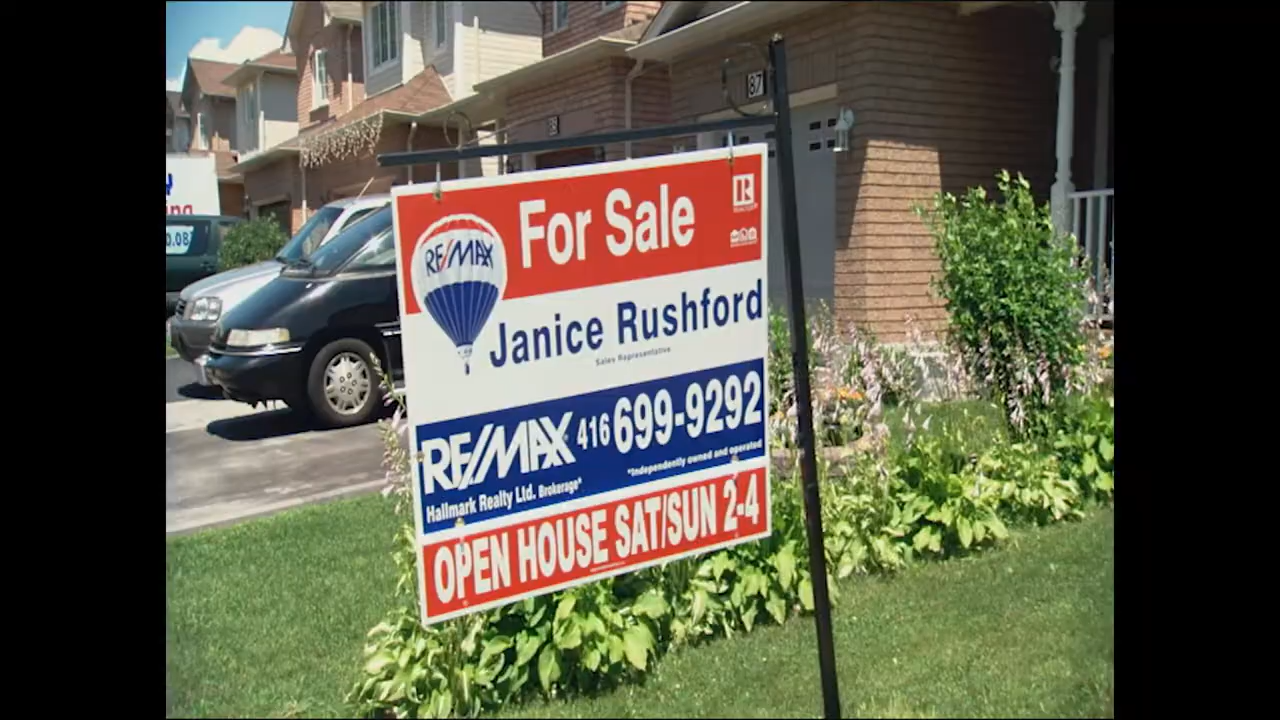 87
For Sale
R
REALTOR
RE/MAX
Janice Rushford
Sales Representative
RE/MAX 416 699-9292
Hallmark Realty Ltd. Brokerage*
*Independently owned and operated
OPEN HOUSE SAT/SUN 2-4